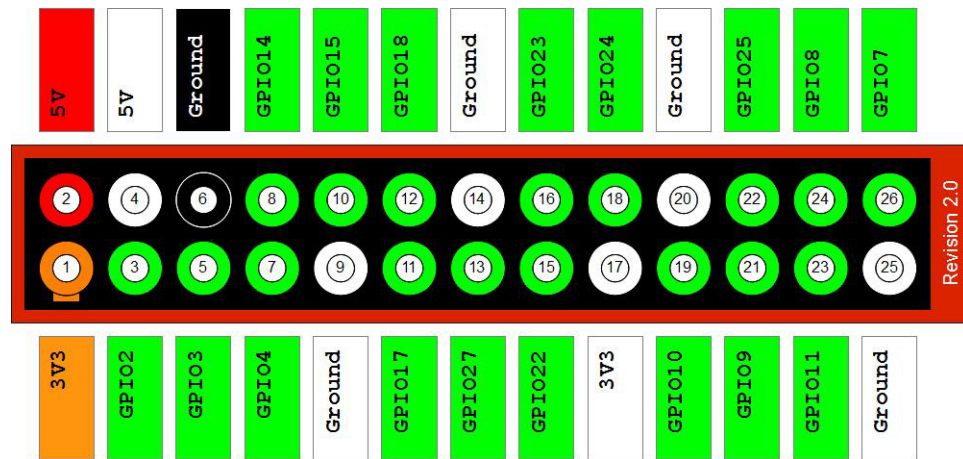 5V
5V
Ground
GPIO14
GPIO15
GPIO18
Ground
GPIO23
GPIO24
Ground
GPIO25
GPIO8
GPIO7
2
4
6
8
10
12
14
16
18
20
22
24
26
1
3
5
7
9
11
13
15
17
19
21
23
25
Revision 2.0
3V3
GPIO2
GPIO3
GPIO4
Ground
GPIO17
GPIO27
GPIO22
3V3
GPIO10
GPIO9
GPIO11
Ground